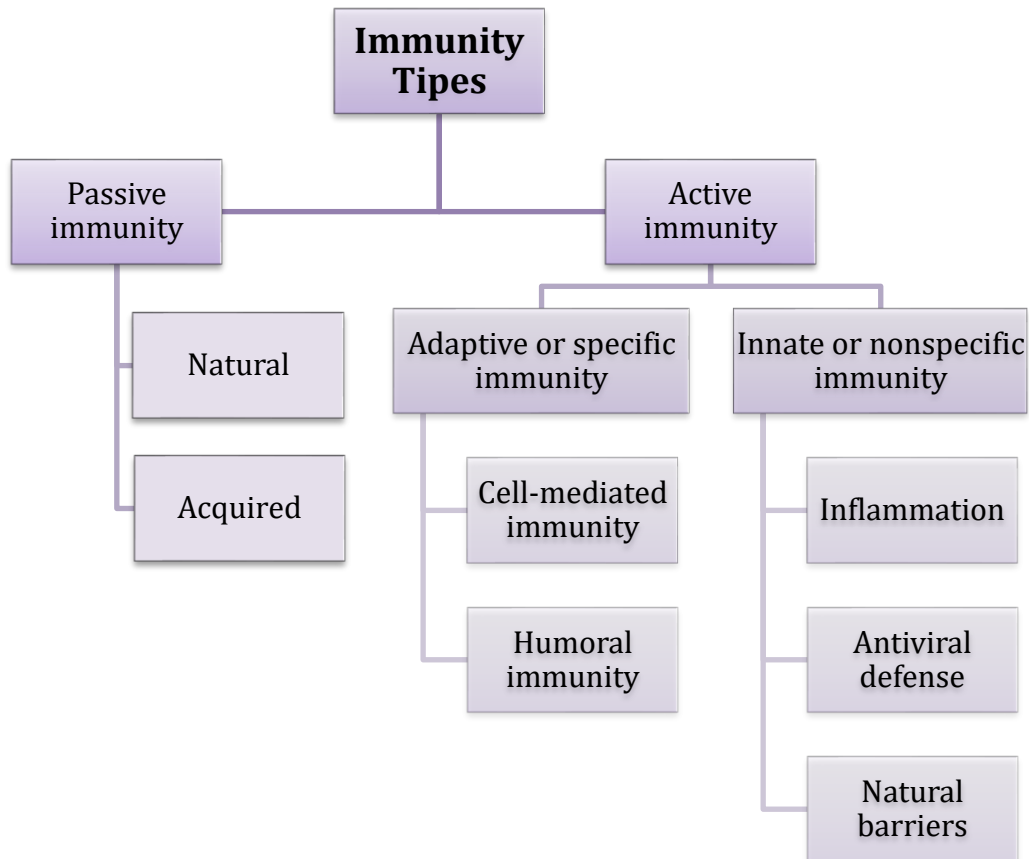 Immunity
Tipes
Passive
immunity
Active
immunity
Natural
Acquired
Adaptive or specific
immunity
Cell-mediated
immunity
Humoral
immunity
Innate or nonspecific
immunity
Inflammation
Antiviral
defense
Natural
barriers